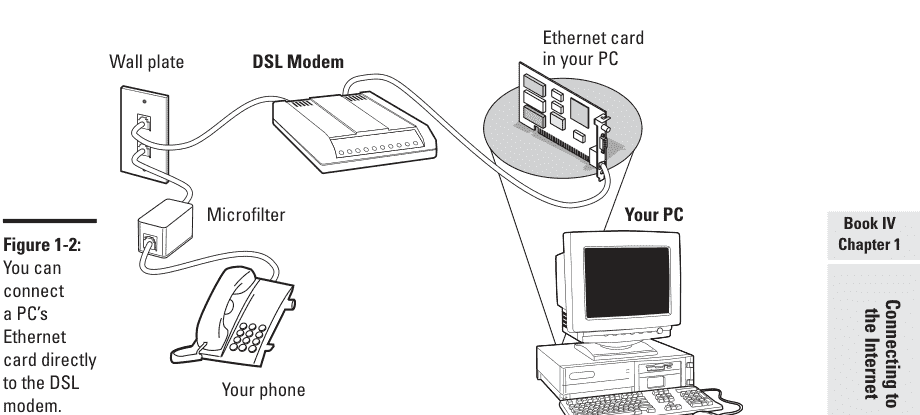 Wall plate
DSL Modem
Ethernet card
in your PC
Microfilter
Your PC
Your phone
Figure 1-2:
You can
connect
a PC's
Ethernet
card directly
to the DSL
modem.
Book IV
Chapter 1
Connecting to
the Internet